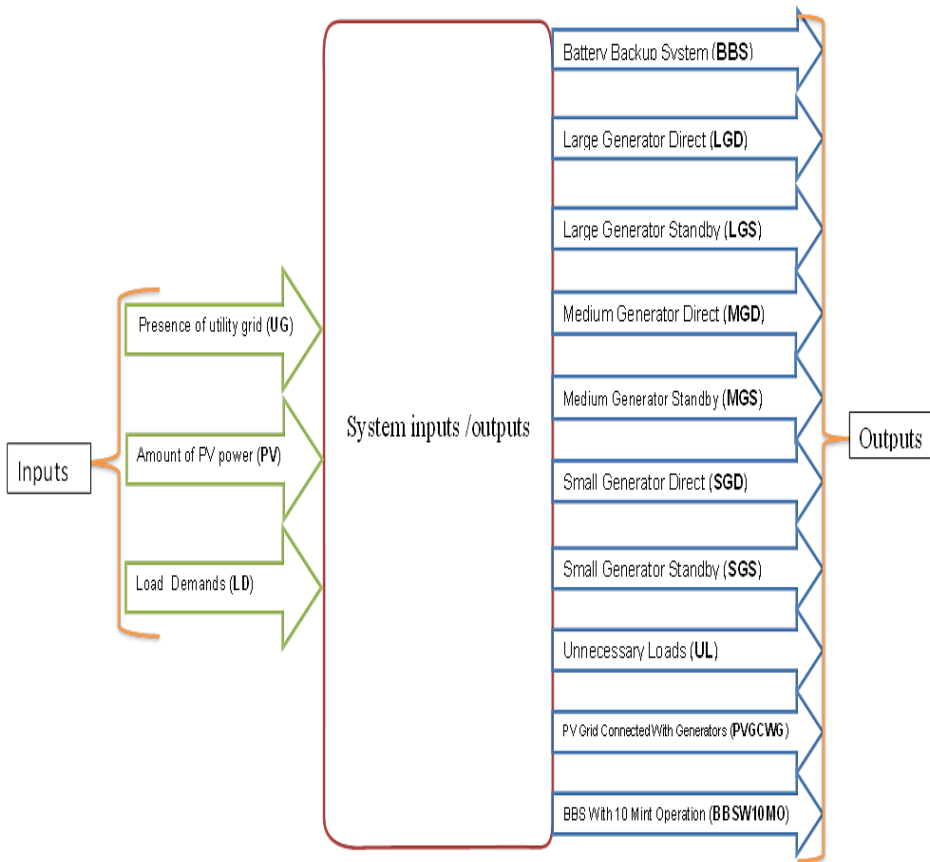 Inputs
Presence of utility grid (UG)
Amount of PV power (PV)
Load Demands (LD)
System inputs /outputs
Battery Backup System (BBS)
Large Generator Direct (LGD)
Large Generator Standby (LGS)
Medium Generator Direct (MGD)
Medium Generator Standby (MGS)
Small Generator Direct (SGD)
Small Generator Standby (SGS)
Unnecessary Loads (UL)
PV Grid Connected With Generators (PVGCWG)
BBS With 10 Mint Operation (BBSW10MO)
Outputs